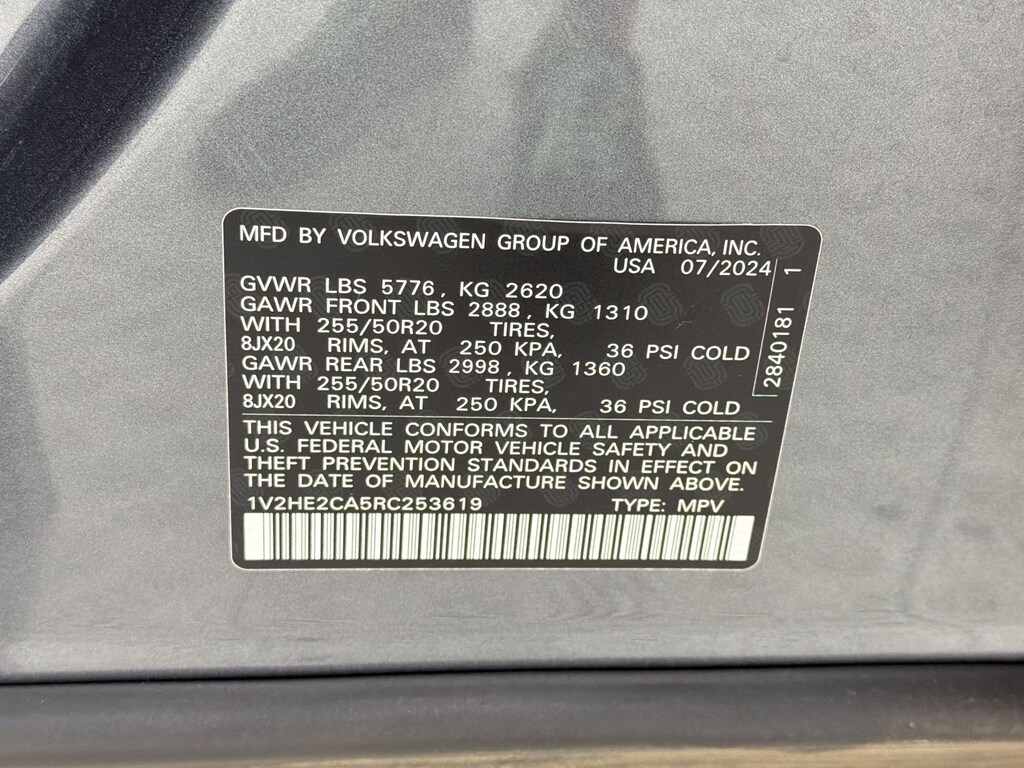 MFD BY VOLKSWAGEN GROUP OF AMERICA, INC.
USA 07/2024
GVWR LBS 5776, KG 2620
GAWR FRONT LBS 2888, KG 1310
WITH 255/50R20 TIRES,
8JX20 RIMS, AT 250 KPA, 36 PSI COLD
GAWR REAR LBS 2998, KG 1360
WITH 255/50R20 TIRES,
8JX20 RIMS, AT 250 KPA, 36 PSI COLD
2840181 1
THIS VEHICLE CONFORMS TO ALL APPLICABLE
U.S. FEDERAL MOTOR VEHICLE SAFETY AND
THEFT PREVENTION STANDARDS IN EFFECT ON
THE DATE OF MANUFACTURE SHOWN ABOVE.
1V2HE2CA5RC253619 TYPE: MPV